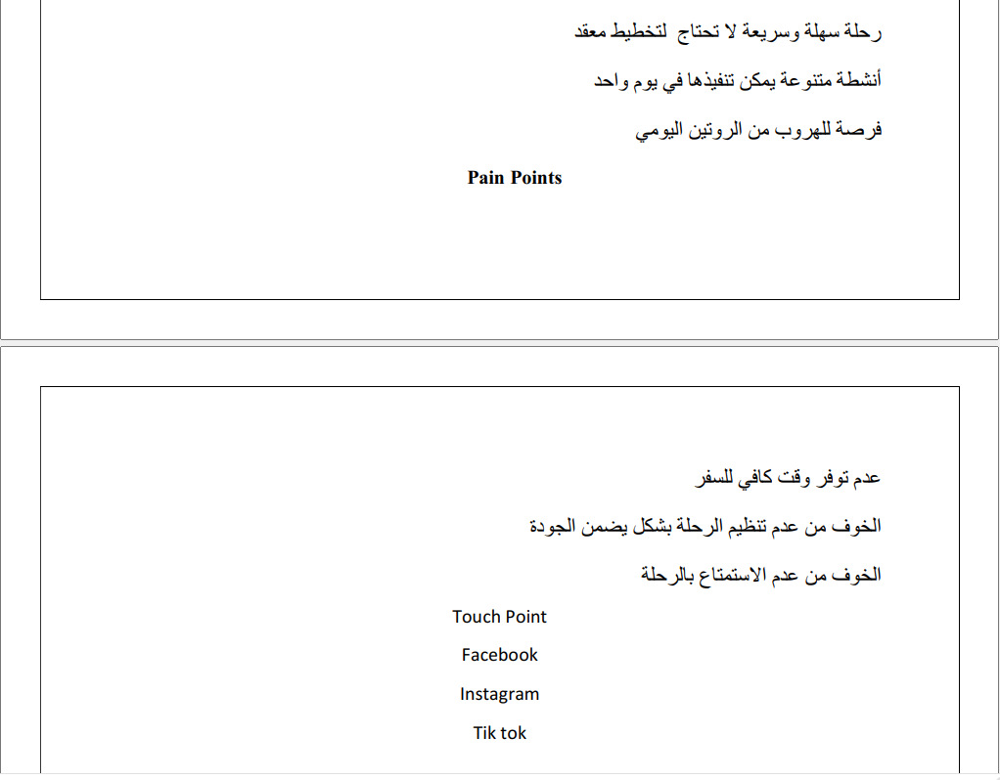 رحلة سهلة وسريعة لا تحتاج  لتخطيط معقد
أنشطة متنوعة يمكن تنفيذها في يوم واحد
فرصة للهروب من الروتين اليومي
Pain Points
عدم توفر وقت كافي للسفر
الخوف من عدم تنظيم الرحلة بشكل يضمن الجودة
الخوف من عدم الاستمتاع بالرحلة
Touch Point
Facebook
Instagram
Tik tok